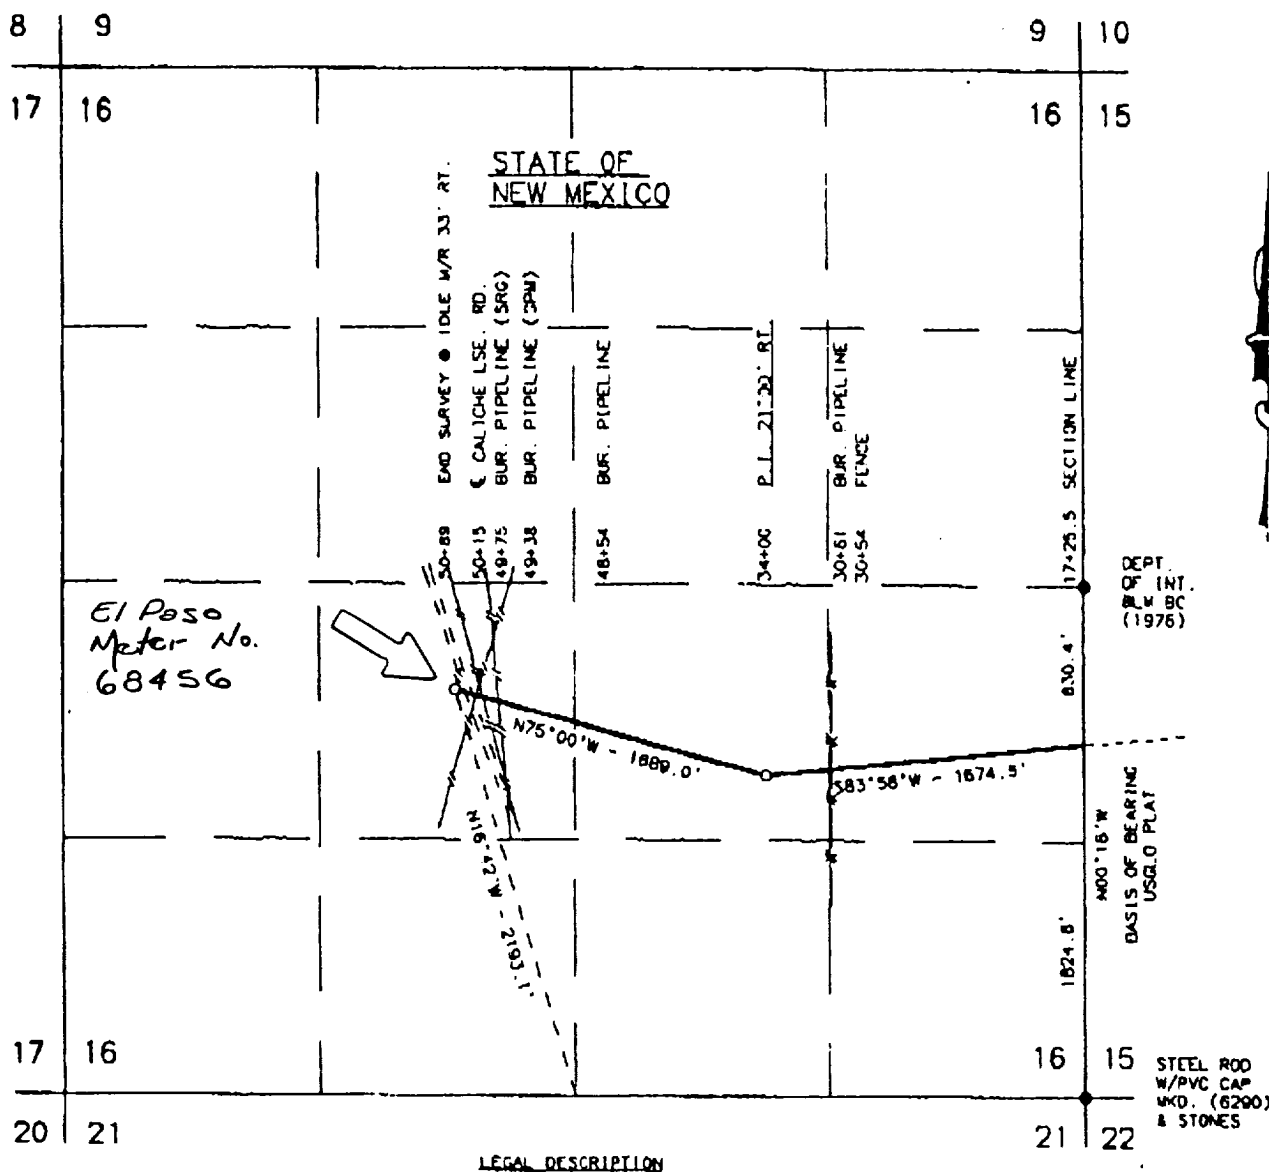 8 9
9 10
17 16
16 15
STATE OF
NEW MEXICO
50+89 END SURVEY @ IDLE M/R 33' RT.
50+15 ℄ CALICHE LSE. RD.
49+75 BUR. PIPELINE (SRG)
49+38 BUR. PIPELINE (GPM)
48+54 BUR. PIPELINE
34+00 P.I. 21°00' RT.
30+61 BUR. PIPELINE
30+54 FENCE
17+25.5 SECTION LINE
DEPT.
OF INT.
BLM BC
(1976)
El Paso
Meter No.
68456
830.4'
N75°00'W - 1689.0'
S83°58'W - 1674.5'
N16°42'W - 2193.1'
N00°16'W
BASIS OF BEARING
USGLO PLAT
1824.8'
17 16
16 15
STEEL ROD
W/PVC CAP
MKD. (6290)
& STONES
20 21
21 22
LEGAL DESCRIPTION